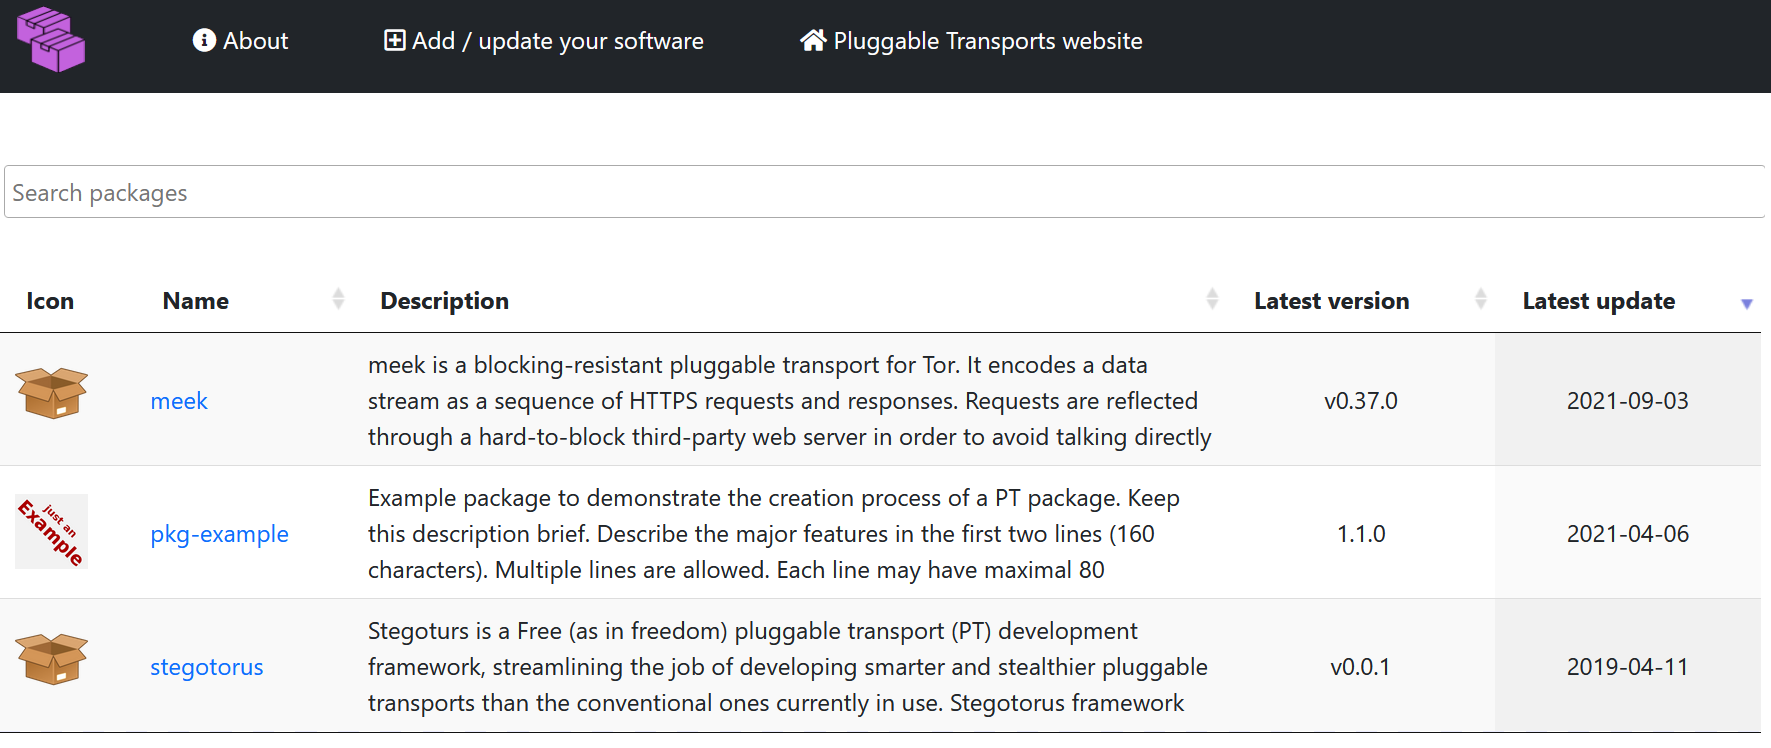 About
Add / update your software
Pluggable Transports website
Search packages
Icon Name Description Latest version Latest update
meek is a blocking-resistant pluggable transport for Tor. It encodes a data
meek stream as a sequence of HTTPS requests and responses. Requests are reflected v0.37.0 2021-09-03
through a hard-to-block third-party web server in order to avoid talking directly
just an
Example
Example package to demonstrate the creation process of a PT package. Keep
pkg-example this description brief. Describe the major features in the first two lines (160 1.1.0 2021-04-06
characters). Multiple lines are allowed. Each line may have maximal 80
Stegoturs is a Free (as in freedom) pluggable transport (PT) development
stegotorus framework, streamlining the job of developing smarter and stealthier pluggable v0.0.1 2019-04-11
transports than the conventional ones currently in use. Stegotorus framework